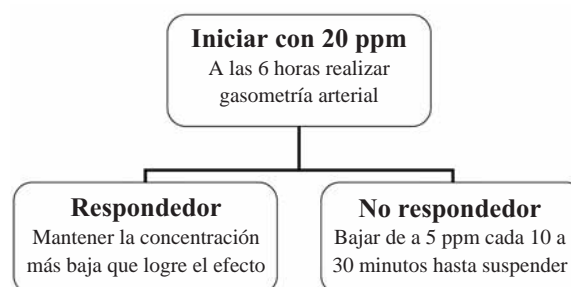 Iniciar con 20 ppm
A las 6 horas realizar
gasometría arterial
Respondedor
Mantener la concentración
más baja que logre el efecto
No respondedor
Bajar de a 5 ppm cada 10 a
30 minutos hasta suspender